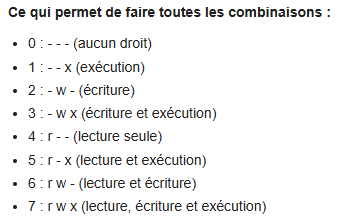 Ce qui permet de faire toutes les combinaisons :
• 0 : - - - (aucun droit)
• 1 : - - x (exécution)
• 2 : - w - (écriture)
• 3 : - w x (écriture et exécution)
• 4 : r - - (lecture seule)
• 5 : r - x (lecture et exécution)
• 6 : r w - (lecture et écriture)
• 7 : r w x (lecture, écriture et exécution)